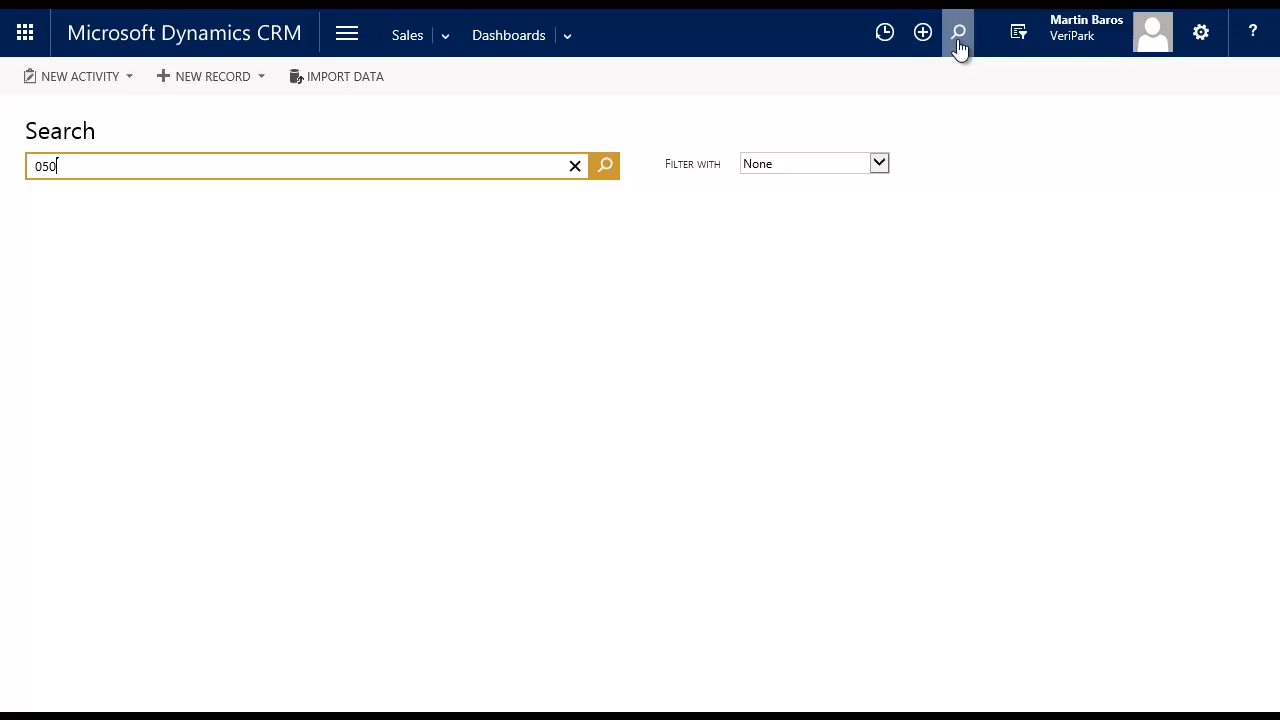 Microsoft Dynamics CRM
Sales
Dashboards
Martin Baros
VeriPark
?
NEW ACTIVITY
NEW RECORD
IMPORT DATA
Search
050
FILTER WITH
None